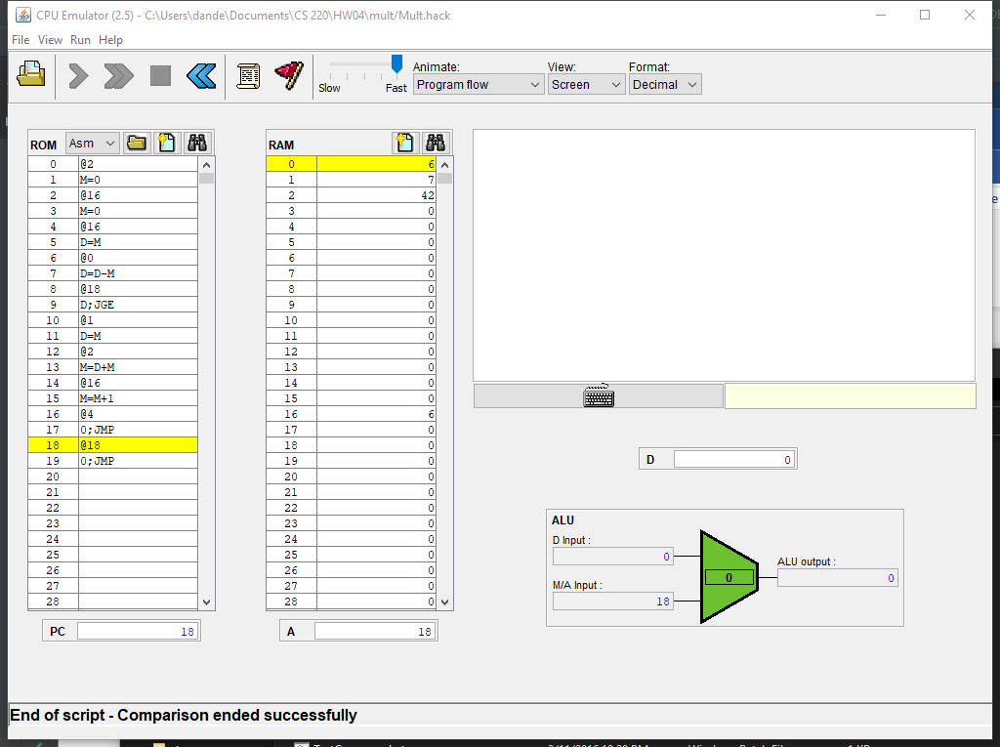 CPU Emulator (2.5) - C:\Users\dande\Documents\CS 220\HW04\mult/Mult.hack
File View Run Help
Slow Fast
Animate: View: Format:
Program flow Screen Decimal
ROM Asm
0 @2
1 M=0
2 @16
3 M=0
4 @16
5 D=M
6 @0
7 D=D-M
8 @18
9 D;JGE
10 @1
11 D=M
12 @2
13 M=D+M
14 @16
15 M=M+1
16 @4
17 0;JMP
18 @18
19 0;JMP
20
21
22
23
24
25
26
27
28
PC 18
RAM
0 6
1 7
2 42
3 0
4 0
5 0
6 0
7 0
8 0
9 0
10 0
11 0
12 0
13 0
14 0
15 0
16 6
17 0
18 0
19 0
20 0
21 0
22 0
23 0
24 0
25 0
26 0
27 0
28 0
A 18
D 0
ALU
D Input :
0
M/A Input :
18
0
ALU output :
0
End of script - Comparison ended successfully